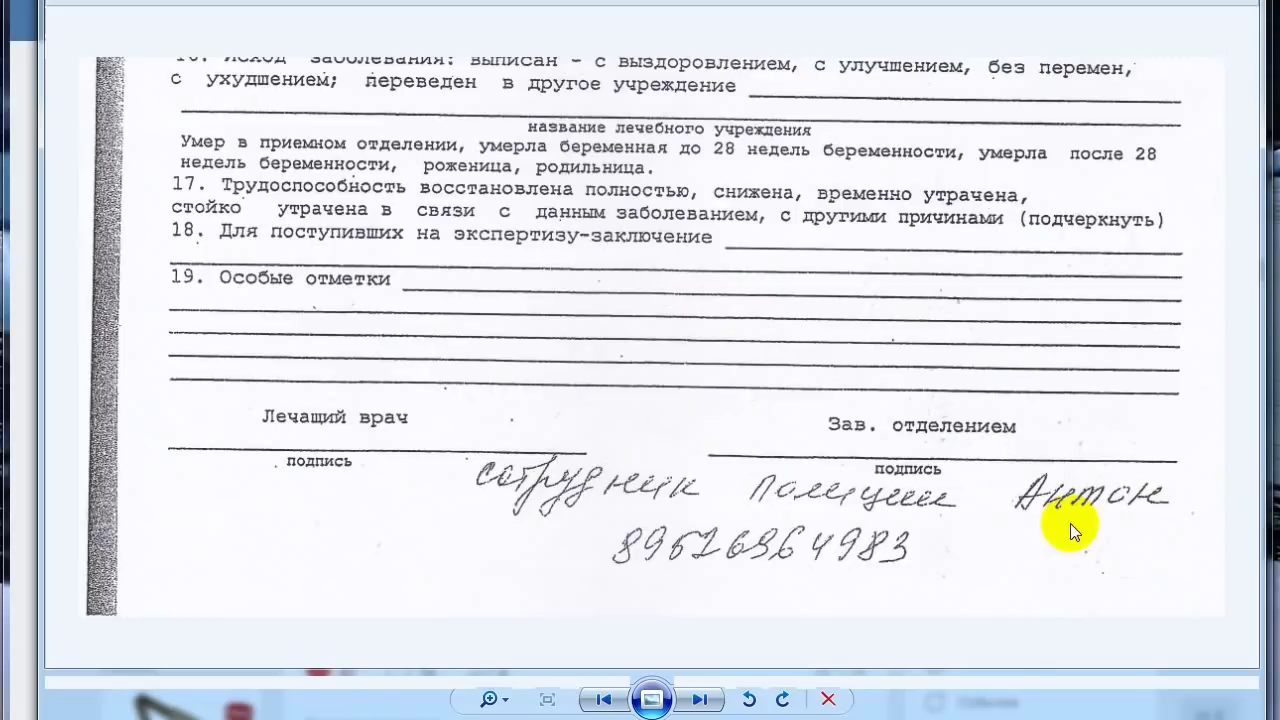 16. Исход заболевания: выписан - с выздоровлением, с улучшением, без перемен,
с ухудшением; переведен в другое учреждение
название лечебного учреждения
Умер в приемном отделении, умерла беременная до 28 недель беременности, умерла после 28
недель беременности, роженица, родильница.
17. Трудоспособность восстановлена полностью, снижена, временно утрачена,
стойко утрачена в связи с данным заболеванием, с другими причинами (подчеркнуть)
18. Для поступивших на экспертизу-заключение
19. Особые отметки
Лечащий врач Зав. отделением
подпись подпись
сотрудник полиции Антон